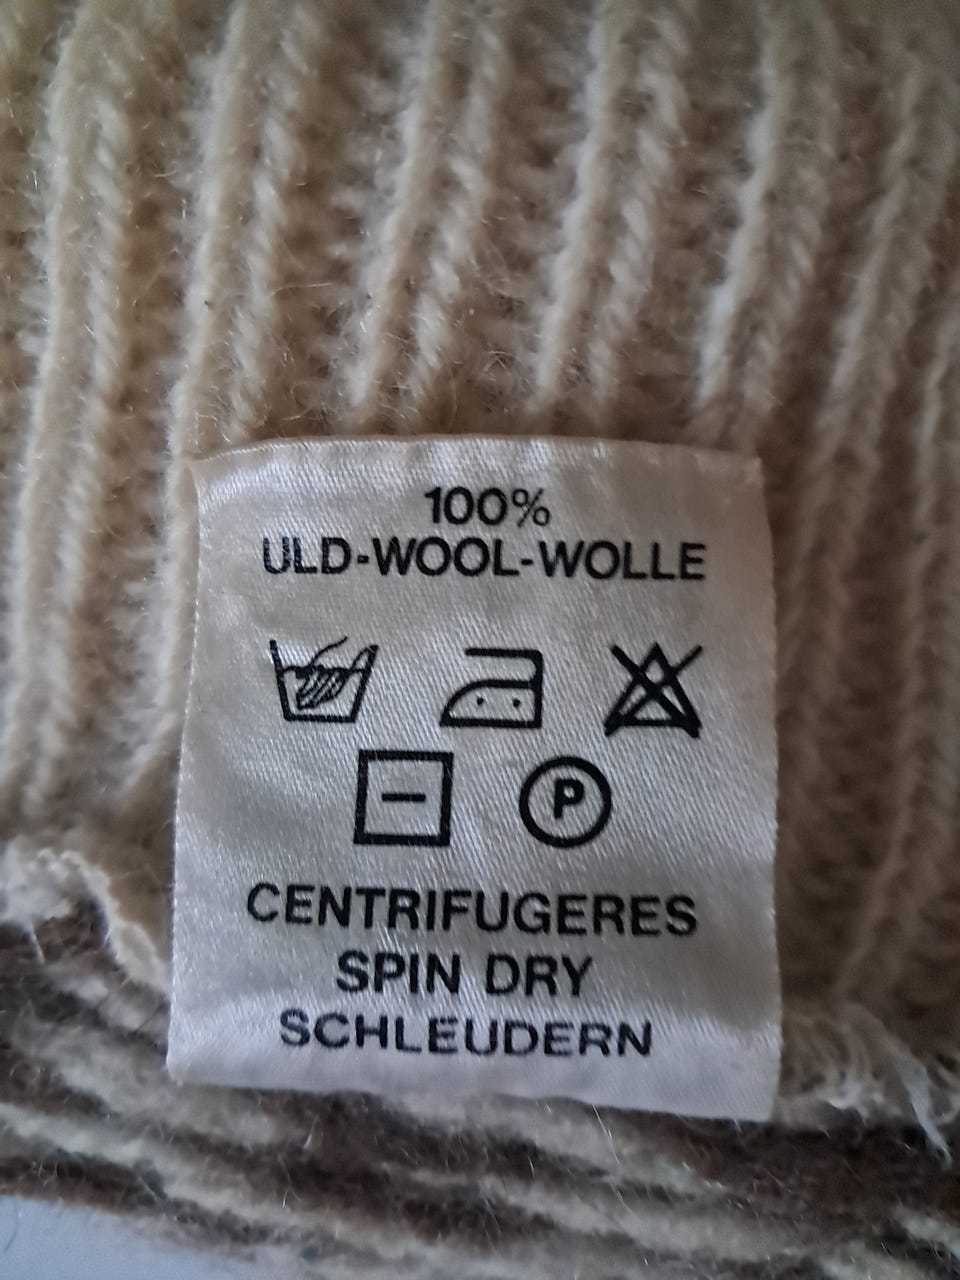 100%
ULD-WOOL-WOLLE
P
CENTRIFUGERES
SPIN DRY
SCHLEUDERN